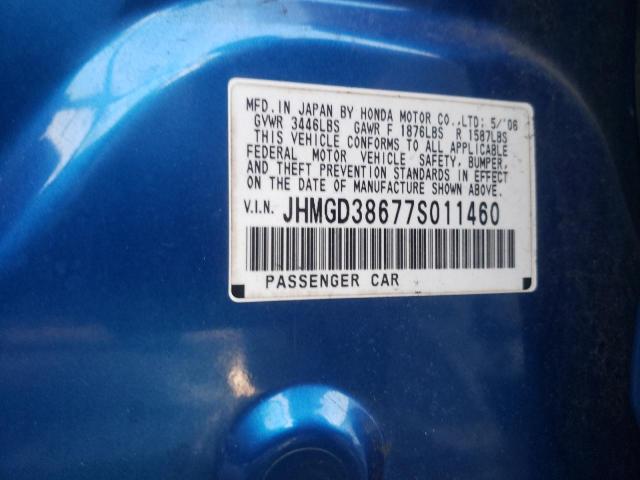 MFD.IN JAPAN BY HONDA MOTOR CO.,LTD: 5/'06
GVWR 3446LBS GAWR F 1876LBS R 1587LBS
THIS VEHICLE CONFORMS TO ALL APPLICABLE
FEDERAL MOTOR VEHICLE SAFETY, BUMPER,
AND THEFT PREVENTION STANDARDS IN EFFECT
ON THE DATE OF MANUFACTURE SHOWN ABOVE.
V.I.N. JHMGD38677S011460
PASSENGER CAR